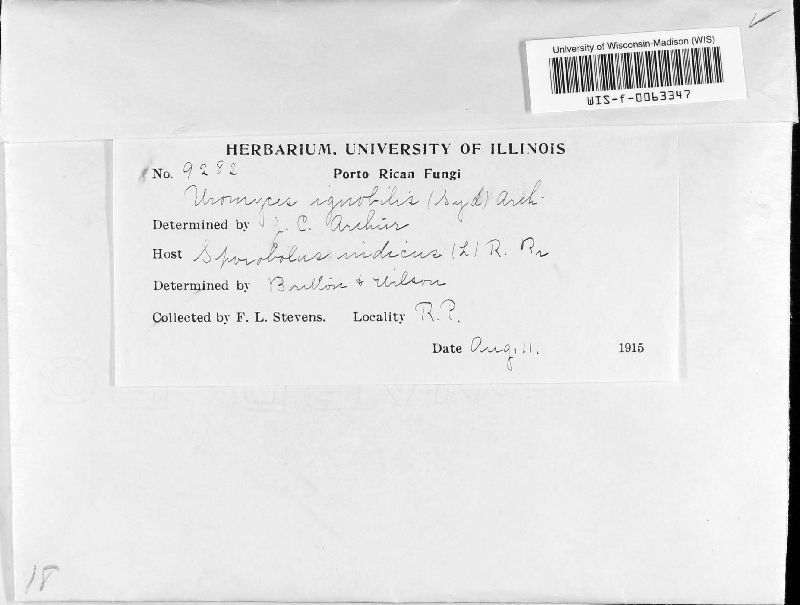 University of Wisconsin-Madison (WIS)
WIS-f-0063347
HERBARIUM, UNIVERSITY OF ILLINOIS
No. 9282 Porto Rican Fungi
Uromyces ignobilis (Syd) Arth.
Determined by J. C. Arthur
Host Sporobolus indicus (L) R. Br
Determined by Britton & Wilson
Collected by F. L. Stevens. Locality R.P.
Date Aug, 11. 1915
18